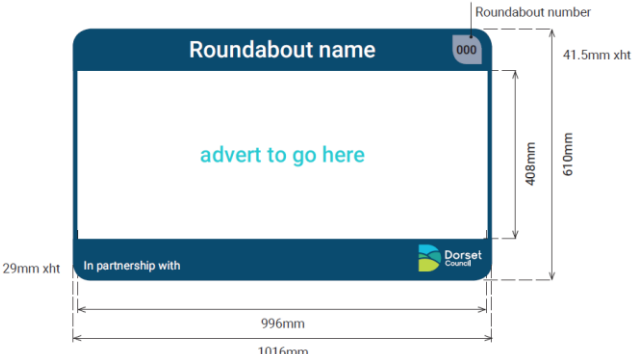 Roundabout number
Roundabout name
000
41.5mm xht
advert to go here
408mm
610mm
29mm xht
In partnership with
Dorset
Council
996mm
1016mm